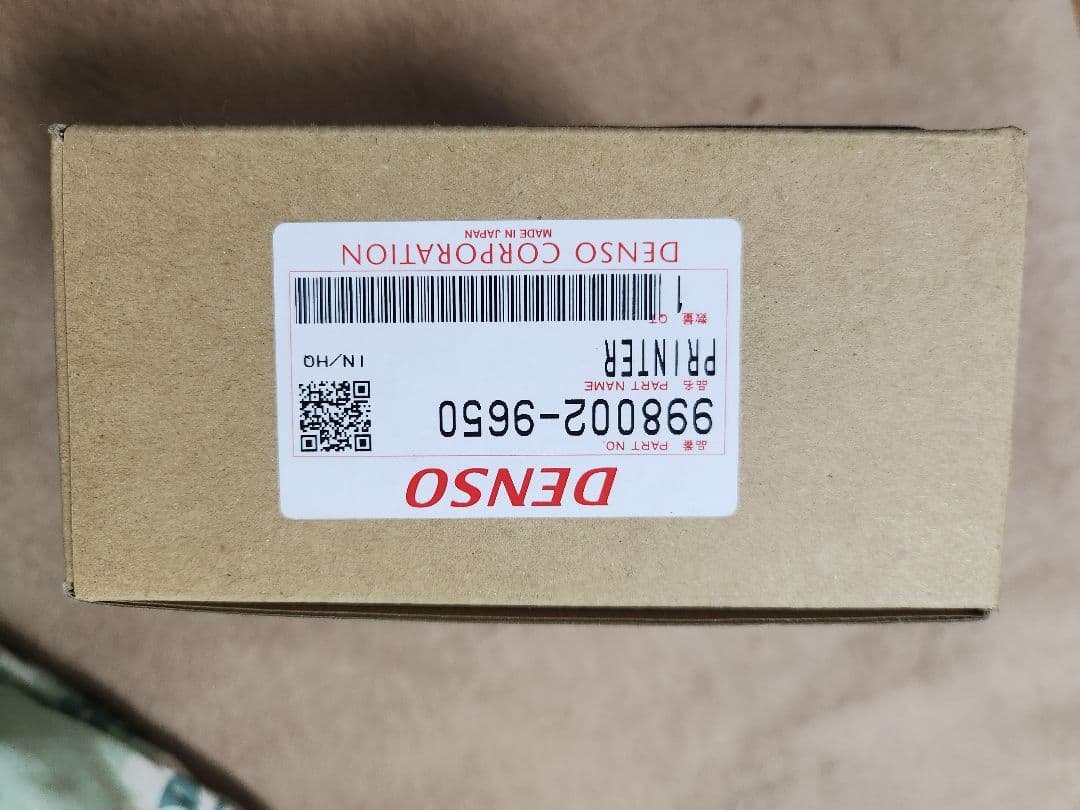 DENSO
品番 PART NO.
998002-9650
品名 PART NAME
PRINTER
IN/HQ
数量 QT
1
DENSO CORPORATION
MADE IN JAPAN